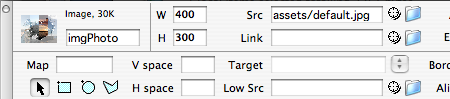 Image, 30K W 400 Src assets/default.jpg
imgPhoto H 300 Link
Map V space Target Bord
H space Low Src Ali